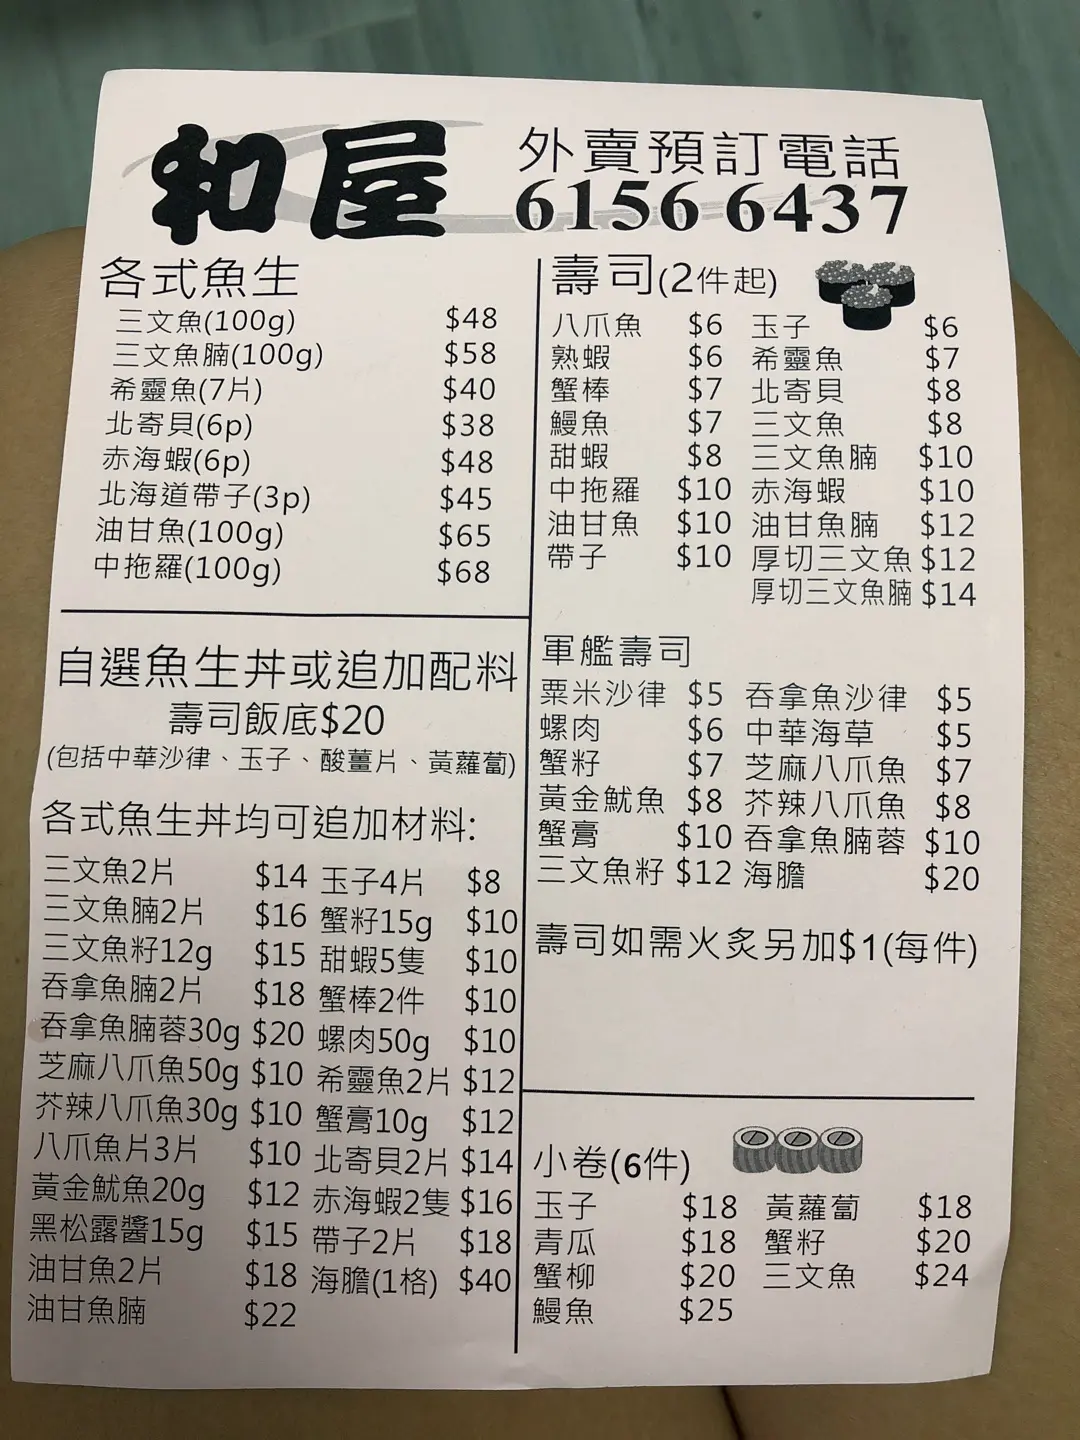 和屋
外賣預訂電話
6156 6437
各式魚生
三文魚(100g) $48
三文魚腩(100g) $58
希靈魚(7片) $40
北寄貝(6p) $38
赤海蝦(6p) $48
北海道帶子(3p) $45
油甘魚(100g) $65
中拖羅(100g) $68
自選魚生丼或追加配料
壽司飯底$20
(包括中華沙律、玉子、酸薑片、黃蘿蔔)
各式魚生丼均可追加材料:
三文魚2片 $14 玉子4片 $8
三文魚腩2片 $16 蟹籽15g $10
三文魚籽12g $15 甜蝦5隻 $10
吞拿魚腩2片 $18 蟹棒2件 $10
吞拿魚腩蓉30g $20 螺肉50g $10
芝麻八爪魚50g $10 希靈魚2片 $12
芥辣八爪魚30g $10 蟹膏10g $12
八爪魚片3片 $10 北寄貝2片 $14
黃金魷魚20g $12 赤海蝦2隻 $16
黑松露醬15g $15 帶子2片 $18
油甘魚2片 $18 海膽(1格) $40
油甘魚腩 $22
壽司(2件起)
八爪魚 $6 玉子 $6
熟蝦 $6 希靈魚 $7
蟹棒 $7 北寄貝 $8
鰻魚 $7 三文魚 $8
甜蝦 $8 三文魚腩 $10
中拖羅 $10 赤海蝦 $10
油甘魚 $10 油甘魚腩 $12
帶子 $10 厚切三文魚 $12
厚切三文魚腩 $14
軍艦壽司
粟米沙律 $5 吞拿魚沙律 $5
螺肉 $6 中華海草 $5
蟹籽 $7 芝麻八爪魚 $7
黃金魷魚 $8 芥辣八爪魚 $8
蟹膏 $10 吞拿魚腩蓉 $10
三文魚籽 $12 海膽 $20
壽司如需火炙另加$1(每件)
小卷(6件)
玉子 $18 黃蘿蔔 $18
青瓜 $18 蟹籽 $20
蟹柳 $20 三文魚 $24
鰻魚 $25